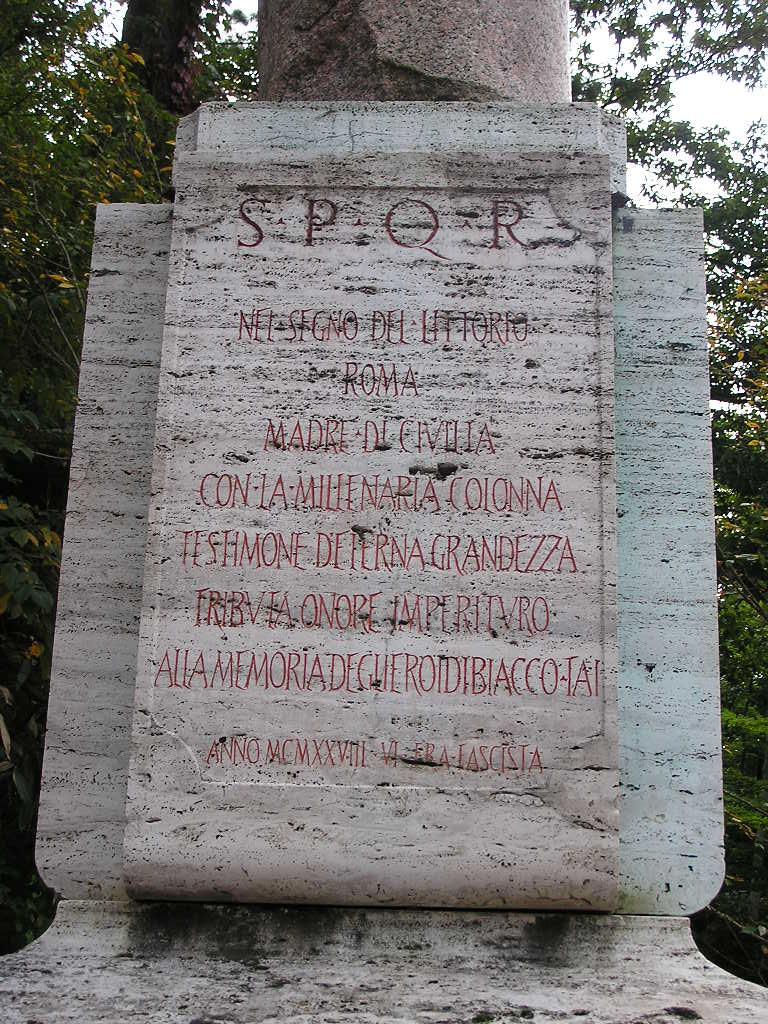 S·P·Q·R
NEL·SEGNO·DEL·LITTORIO
ROMA
MADRE·DI·CIVILTA
CON·LA·MILLENARIA·COLONNA
TESTIMONE·D'ETERNA·GRANDEZZA
TRIBVTA·ONORE·IMPERITVRO
ALLA·MEMORIA·DEGLI·EROI·DI·BIACCO·TAI
ANNO·MCMXXVIII·VI·ERA·FASCISTA